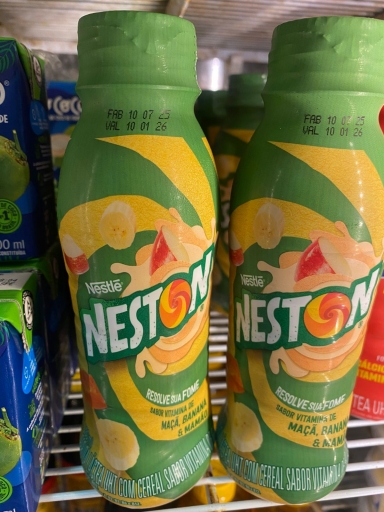 FAB 10 07 25
VAL 10 01 26
Nestlé
NESTON
RESOLVE SUA FOME
SABOR VITAMINA DE
MAÇÃ, BANANA
& MAMÃO
COM CEREAL SABOR VITAMINA
FAB 10 07 25
VAL 10 01 26
Nestlé
NESTON
RESOLVE SUA FOME
SABOR VITAMINA DE
MAÇÃ, BANANA
& MAMÃO
COM CEREAL SABOR VITAMINA